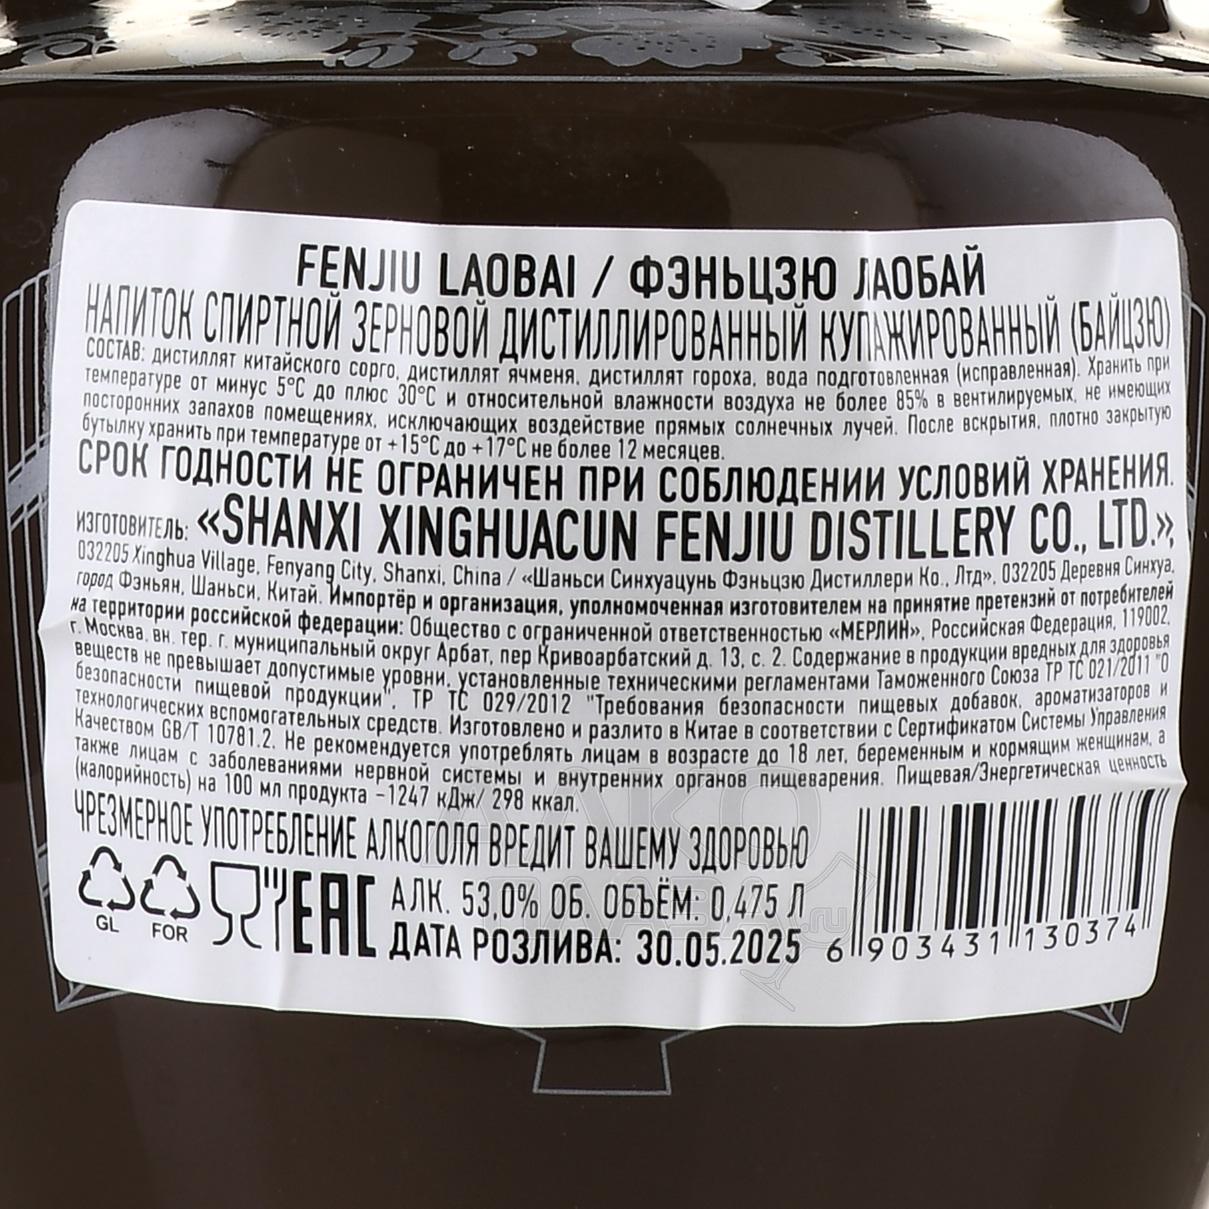 FENJIU LAOBAI / ФЭНЬЦЗЮ ЛАОБАЙ
НАПИТОК СПИРТНОЙ ЗЕРНОВОЙ ДИСТИЛЛИРОВАННЫЙ КУПАЖИРОВАННЫЙ (БАЙЦЗЮ)
СОСТАВ: дистиллят китайского сорго, дистиллят ячменя, дистиллят гороха, вода подготовленная (исправленная). Хранить при
температуре от минус 5°С до плюс 30°С и относительной влажности воздуха не более 85% в вентилируемых, не имеющих
посторонних запахов помещениях, исключающих воздействие прямых солнечных лучей. После вскрытия, плотно закрытую
бутылку хранить при температуре от +15°С до +17°С не более 12 месяцев.
СРОК ГОДНОСТИ НЕ ОГРАНИЧЕН ПРИ СОБЛЮДЕНИИ УСЛОВИЙ ХРАНЕНИЯ.
ИЗГОТОВИТЕЛЬ: «SHANXI XINGHUACUN FENJIU DISTILLERY CO., LTD.»,
032205 Xinghua Village, Fenyang City, Shanxi, China / «Шаньси Синхуацунь Фэньцзю Дистиллери Ко., Лтд», 032205 Деревня Синхуа,
город Фэньян, Шаньси, Китай. Импортёр и организация, уполномоченная изготовителем на принятие претензий от потребителей
на территории российской федерации: Общество с ограниченной ответственностью «МЕРЛИН», Российская Федерация, 119002,
г. Москва, вн. тер. г. муниципальный округ Арбат, пер Кривоарбатский д. 13, с. 2. Содержание в продукции вредных для здоровья
веществ не превышает допустимые уровни, установленные техническими регламентами Таможенного Союза ТР ТС 021/2011 "О
безопасности пищевой продукции", ТР ТС 029/2012 "Требования безопасности пищевых добавок, ароматизаторов и
технологических вспомогательных средств. Изготовлено и разлито в Китае в соответствии с Сертификатом Системы Управления
Качеством GB/T 10781.2. Не рекомендуется употреблять лицам в возрасте до 18 лет, беременным и кормящим женщинам, а
также лицам с заболеваниями нервной системы и внутренних органов пищеварения. Пищевая/Энергетическая ценность
(калорийность) на 100 мл продукта -1247 кДж/ 298 ккал.
ЧРЕЗМЕРНОЕ УПОТРЕБЛЕНИЕ АЛКОГОЛЯ ВРЕДИТ ВАШЕМУ ЗДОРОВЬЮ
GL FOR EAC АЛК. 53,0% ОБ. ОБЪЁМ: 0,475 Л
ДАТА РОЗЛИВА: 30.05.2025
6 903431 130374